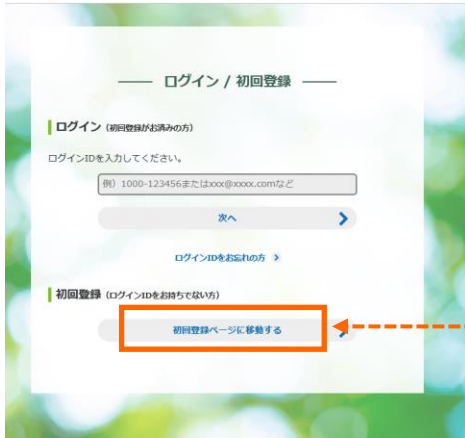 ログイン / 初回登録
ログイン (初回登録がお済みの方)
ログインIDを入力してください。
例）1000-123456またはxxx@xxxx.comなど
次へ
ログインIDをお忘れの方
初回登録 (ログインIDをお持ちでない方)
初回登録ページに移動する